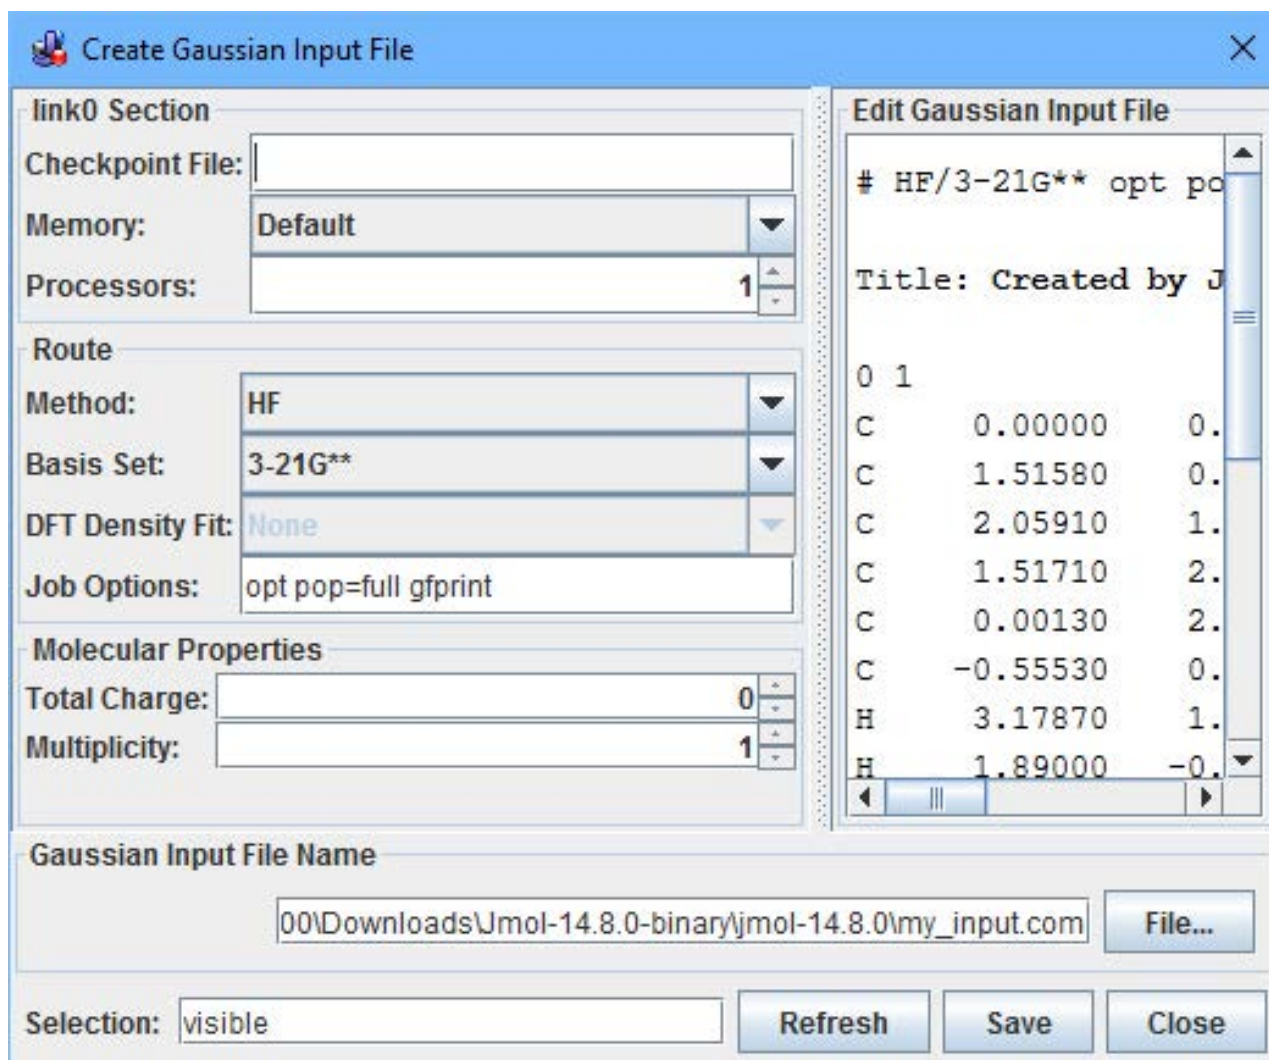 Create Gaussian Input File
link0 Section
Checkpoint File:
Memory: Default
Processors: 1
Route
Method: HF
Basis Set: 3-21G**
DFT Density Fit: None
Job Options: opt pop=full gfprint
Molecular Properties
Total Charge: 0
Multiplicity: 1
Edit Gaussian Input File
# HF/3-21G** opt po
Title: Created by J
0 1
C 0.00000 0.
C 1.51580 0.
C 2.05910 1.
C 1.51710 2.
C 0.00130 2.
C -0.55530 0.
H 3.17870 1.
H 1.89000 -0.
Gaussian Input File Name
00\Downloads\Jmol-14.8.0-binary\jmol-14.8.0\my_input.com File...
Selection: visible Refresh Save Close